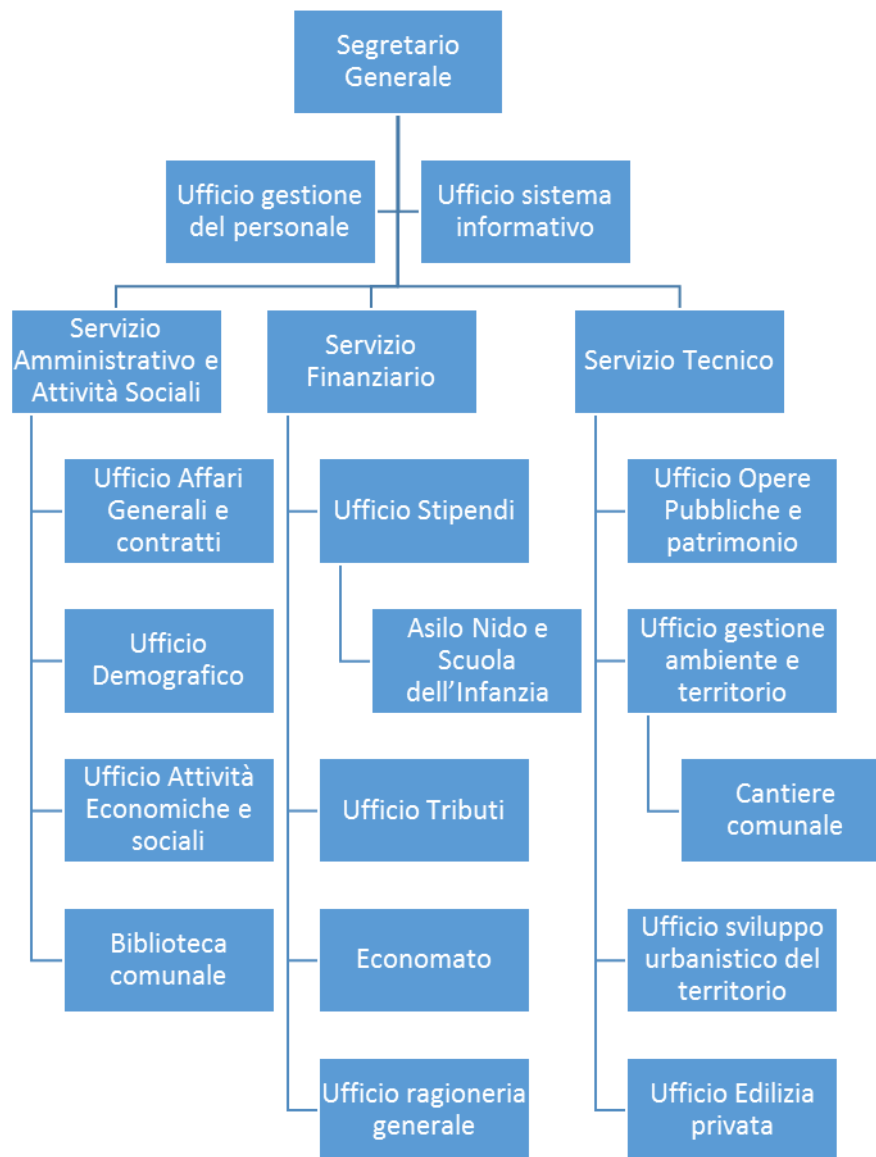 Segretario
Generale
Ufficio gestione
del personale
Ufficio sistema
informativo
Servizio
Amministrativo e
Attività Sociali
Servizio
Finanziario
Servizio Tecnico
Ufficio Affari
Generali e
contratti
Ufficio Stipendi
Ufficio Opere
Pubbliche e
patrimonio
Ufficio
Demografico
Asilo Nido e
Scuola
dell’Infanzia
Ufficio gestione
ambiente e
territorio
Ufficio Attività
Economiche e
sociali
Ufficio Tributi
Cantiere
comunale
Biblioteca
comunale
Economato
Ufficio sviluppo
urbanistico del
territorio
Ufficio ragioneria
generale
Ufficio Edilizia
privata